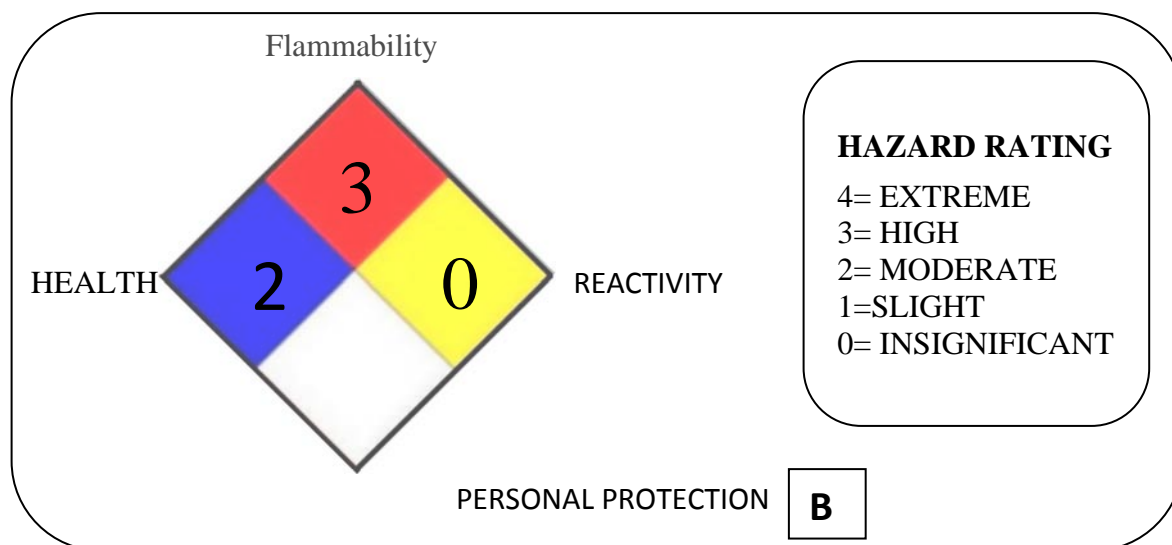 Flammability
3
HEALTH 2 0 REACTIVITY
HAZARD RATING
4= EXTREME
3= HIGH
2= MODERATE
1=SLIGHT
0= INSIGNIFICANT
PERSONAL PROTECTION B